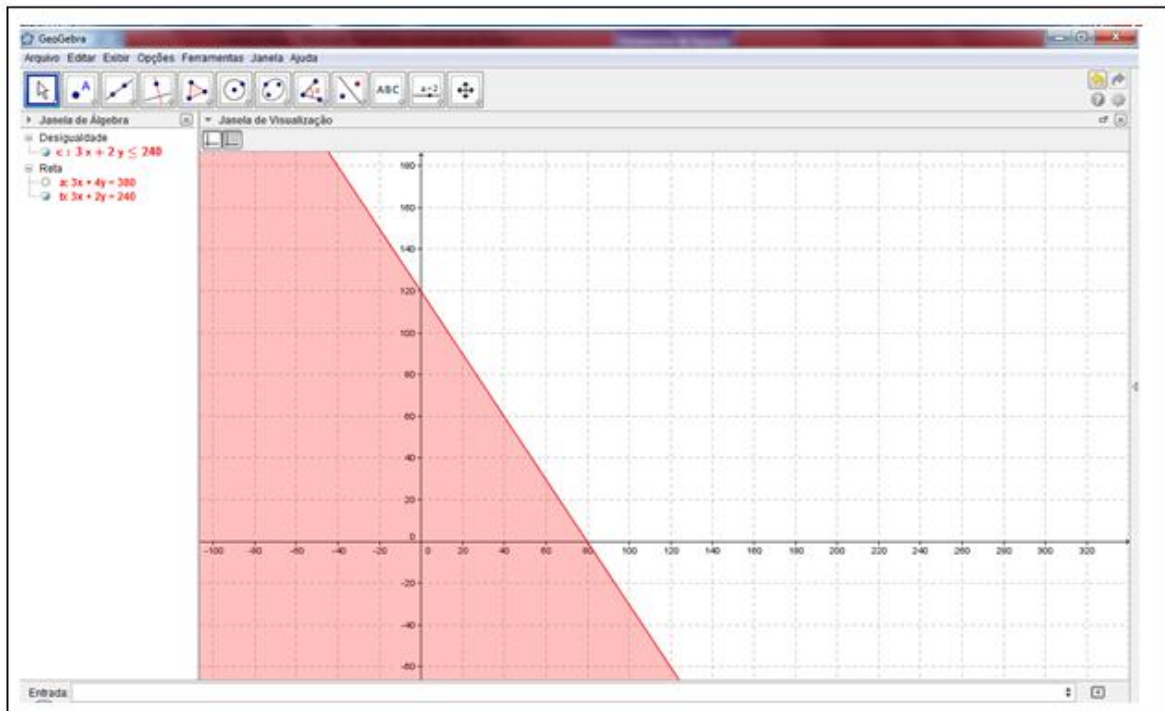 GeoGebra
Arquivo Editar Exibir Opções Ferramentas Janela Ajuda
A ABC a=2
Janela de Álgebra
Janela de Visualização
Desigualdade
c : 3 x + 2 y ≤ 240
Reta
a: 3x + 4y = 380
b: 3x + 2y = 240
180
160
140
120
100
80
60
40
20
0
-100 -80 -60 -40 -20 0 20 40 60 80 100 120 140 160 180 200 220 240 260 280 300 320
-20
-40
-60
Entrada: